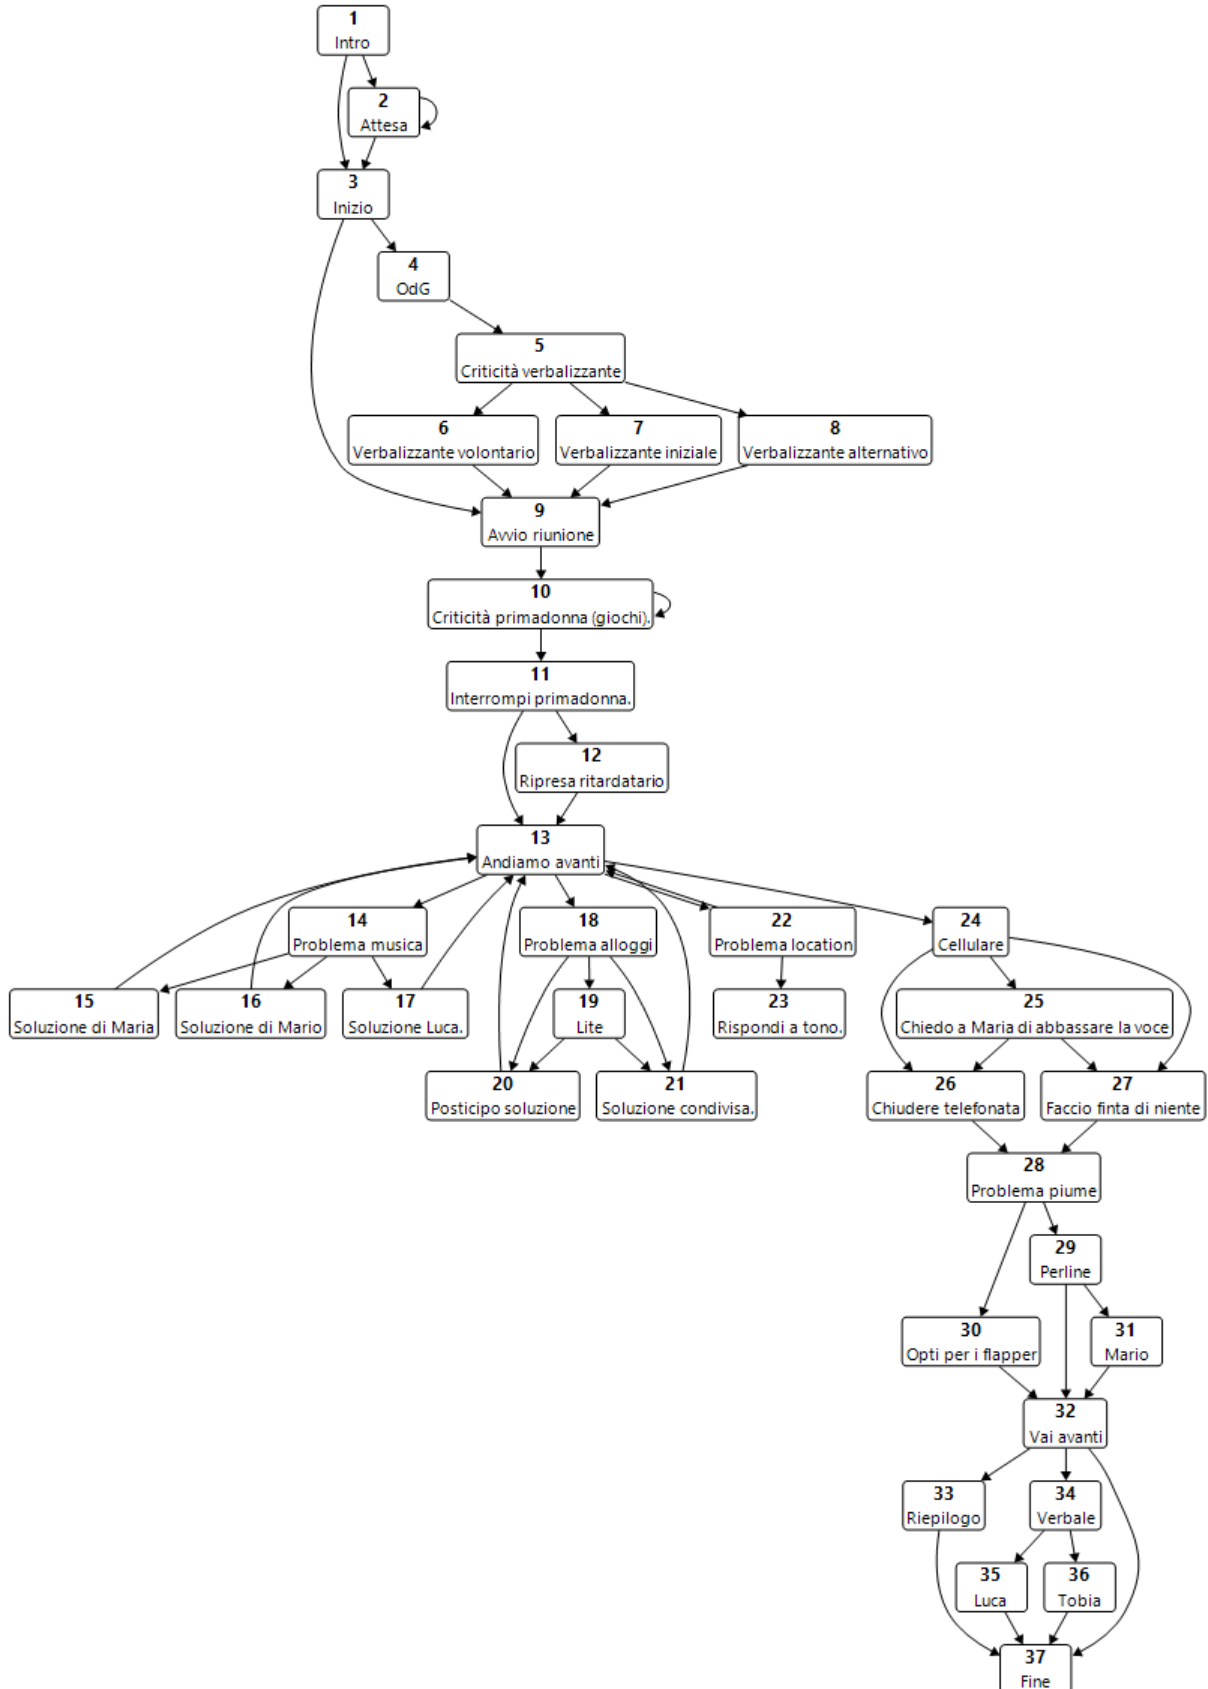 1
Intro
2
Attesa
3
Inizio
4
OdG
5
Criticità verbalizzante
6
Verbalizzante volontario
7
Verbalizzante iniziale
8
Verbalizzante alternativo
9
Avvio riunione
10
Criticità primadonna (giochi).
11
Interrompi primadonna.
12
Ripresa ritardatario
13
Andiamo avanti
14
Problema musica
18
Problema alloggi
22
Problema location
24
Cellulare
15
Soluzione di Maria
16
Soluzione di Mario
17
Soluzione Luca.
19
Lite
23
Rispondi a tono.
25
Chiedo a Maria di abbassare la voce
20
Posticipo soluzione
21
Soluzione condivisa.
26
Chiudere telefonata
27
Faccio finta di niente
28
Problema piume
29
Perline
30
Opti per i flapper
31
Mario
32
Vai avanti
33
Riepilogo
34
Verbale
35
Luca
36
Tobia
37
Fine